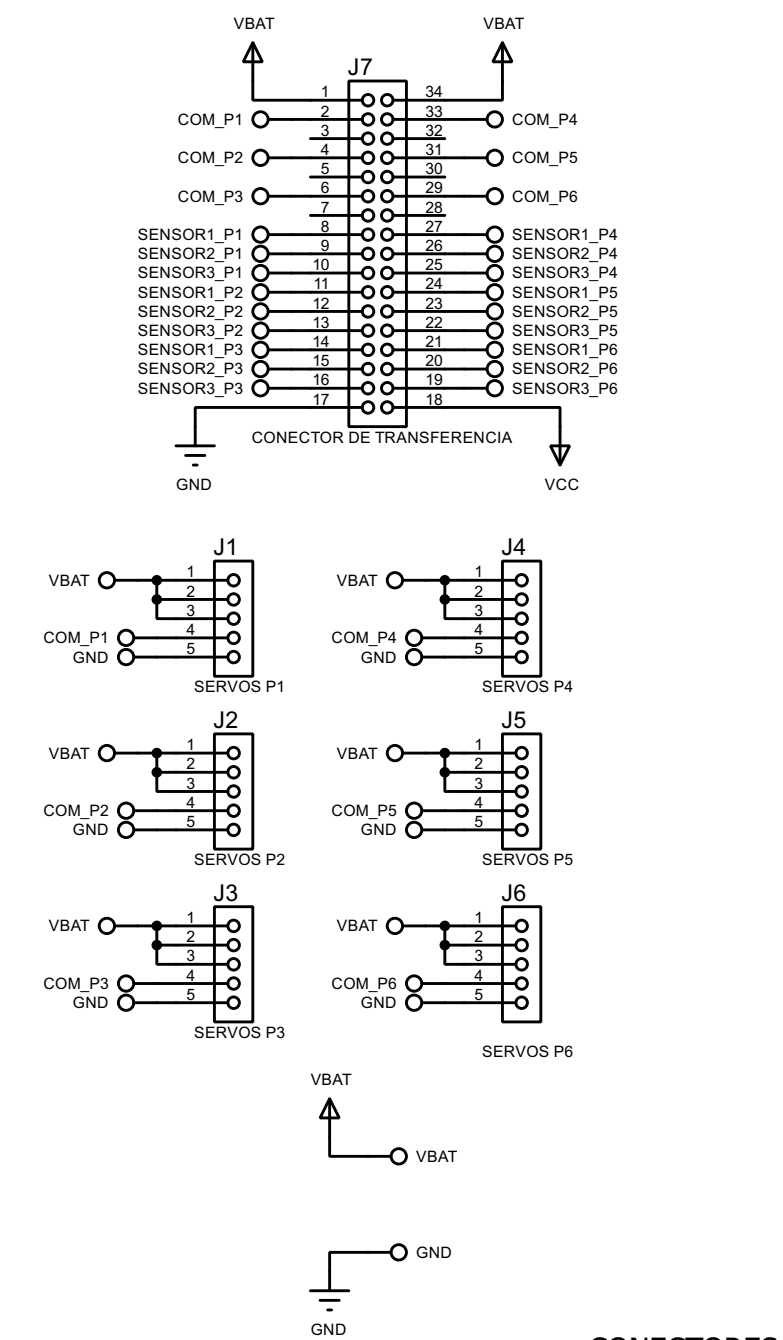 VBAT VBAT
J7
1 34
COM_P1 2 33 COM_P4
3 32
COM_P2 4 31 COM_P5
5 30
COM_P3 6 29 COM_P6
7 28
SENSOR1_P1 8 27 SENSOR1_P4
SENSOR2_P1 9 26 SENSOR2_P4
SENSOR3_P1 10 25 SENSOR3_P4
SENSOR1_P2 11 24 SENSOR1_P5
SENSOR2_P2 12 23 SENSOR2_P5
SENSOR3_P2 13 22 SENSOR3_P5
SENSOR1_P3 14 21 SENSOR1_P6
SENSOR2_P3 15 20 SENSOR2_P6
SENSOR3_P3 16 19 SENSOR3_P6
17 18
CONECTOR DE TRANSFERENCIA
GND VCC
J1
VBAT 1
2
3
COM_P1 4
GND 5
SERVOS P1
J4
VBAT 1
2
3
COM_P4 4
GND 5
SERVOS P4
J2
VBAT 1
2
3
COM_P2 4
GND 5
SERVOS P2
J5
VBAT 1
2
3
COM_P5 4
GND 5
SERVOS P5
J3
VBAT 1
2
3
COM_P3 4
GND 5
SERVOS P3
J6
VBAT 1
2
3
COM_P6 4
GND 5
SERVOS P6
VBAT
VBAT
GND
GND